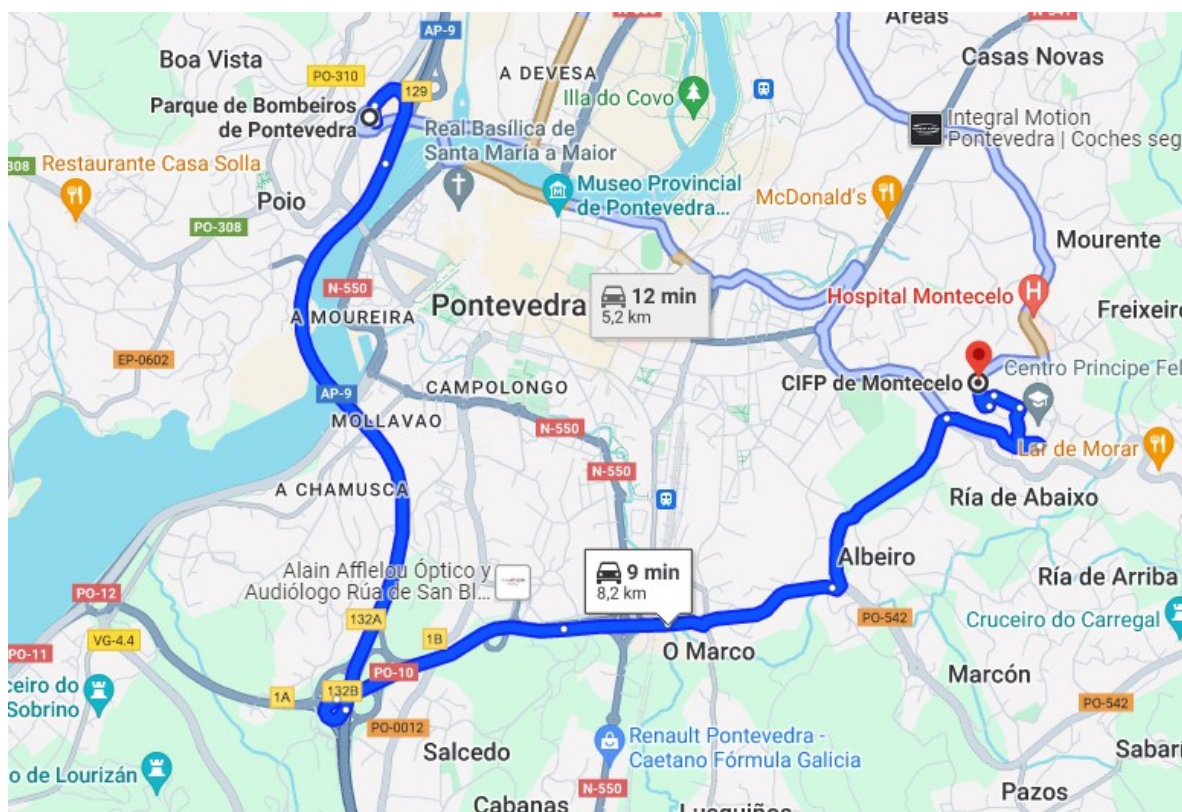 Areas
N-541
AP-9
Boa Vista
Casas Novas
PO-310
A DEVESA
129
Illa do Covo
Parque de Bombeiros
de Pontevedra
Integral Motion
Pontevedra | Coches seg
Real Basílica de
Santa María a Maior
308
Restaurante Casa Solla
Museo Provincial
de Pontevedra...
McDonald's
Poio
PO-308
Mourente
N-550
12 min
5,2 km
Pontevedra
Hospital Montecelo
H
Freixeiro
A MOUREIRA
EP-0602
CIFP de Montecelo
Centro Principe Fel
AP-9
CAMPOLONGO
MOLLAVAO
N-550
Lar de Morar
N-550
A CHAMUSCA
Ría de Abaixo
Alain Afflelou Óptico y
Audiólogo Rúa de San Bl...
9 min
8,2 km
Albeiro
Ría de Arriba
PO-12
132A
1B
PO-542
Cruceiro do Carregal
VG-4.4
O Marco
PO-11
PO-10
Marcón
ceiro do
Sobrino
1A
132B
PO-542
PO-0012
Salcedo
Renault Pontevedra -
Caetano Fórmula Galicia
Sabari
o de Lourizán
N-550
Pazos
Cabanas